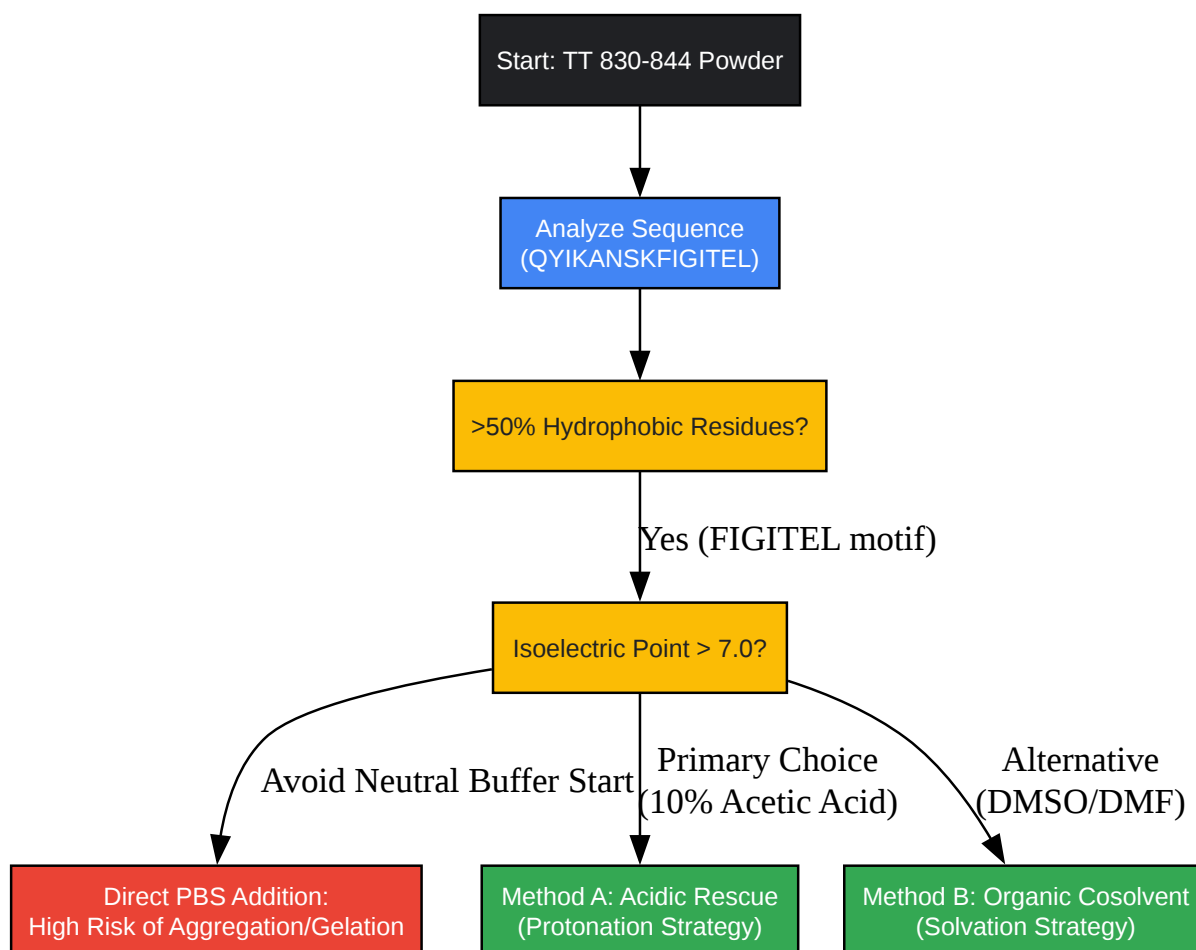 Start: TT 830-844 Powder
Analyze Sequence
(QYIKANSKFIGITEL)
>50% Hydrophobic Residues?
Yes (FIGITEL motif)
Isoelectric Point > 7.0?
Avoid Neutral Buffer Start
Primary Choice
(10% Acetic Acid)
Alternative
(DMSO/DMF)
Direct PBS Addition:
High Risk of Aggregation/Gelation
Method A: Acidic Rescue
(Protonation Strategy)
Method B: Organic Cosolvent
(Solvation Strategy)